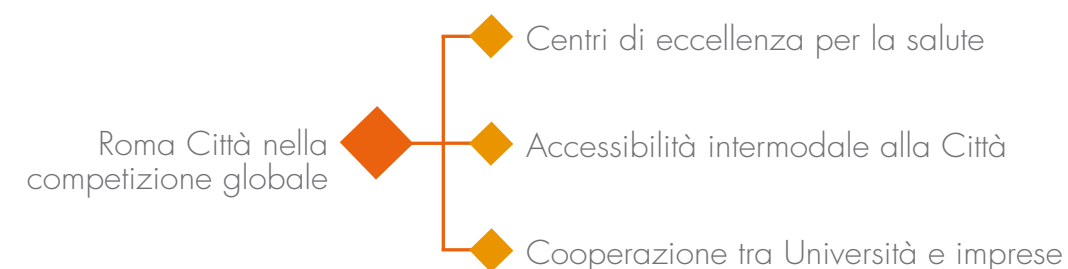 Centri di eccellenza per la salute
Roma Città nella
competizione globale
Accessibilità intermodale alla Città
Cooperazione tra Università e imprese